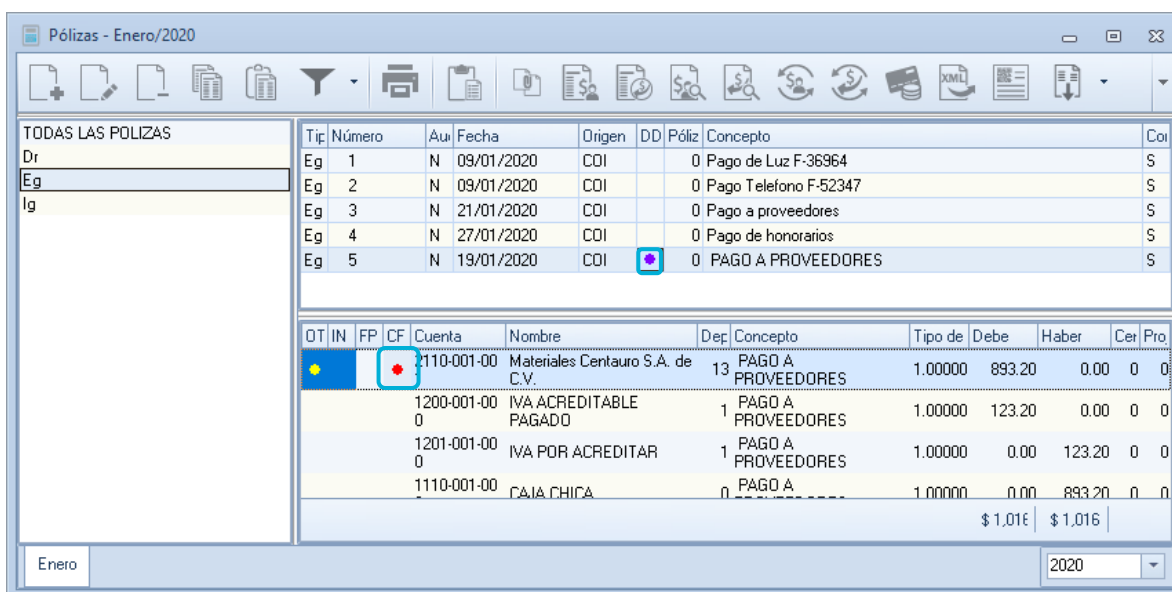 Pólizas - Enero/2020
XML
TODAS LAS POLIZAS
Dr
Eg
Ig
Tip Número Au Fecha Origen DD Póliz Concepto Co
Eg 1 N 09/01/2020 COI 0 Pago de Luz F-36964 S
Eg 2 N 09/01/2020 COI 0 Pago Telefono F-52347 S
Eg 3 N 21/01/2020 COI 0 Pago a proveedores S
Eg 4 N 27/01/2020 COI 0 Pago de honorarios S
Eg 5 N 19/01/2020 COI 0 PAGO A PROVEEDORES S
OT IN FP CF Cuenta Nombre Dep Concepto Tipo de Debe Haber Cer Pro
2110-001-00 Materiales Centauro S.A. de C.V. 13 PAGO A PROVEEDORES 1.00000 893.20 0.00 0 0
1200-001-00 0 IVA ACREDITABLE PAGADO 1 PAGO A PROVEEDORES 1.00000 123.20 0.00 0 0
1201-001-00 0 IVA POR ACREDITAR 1 PAGO A PROVEEDORES 1.00000 0.00 123.20 0 0
1110-001-00 CAJA CHICA 0 PAGO A 1.00000 0.00 893.20 0 0
$ 1,016 $ 1,016
Enero
2020